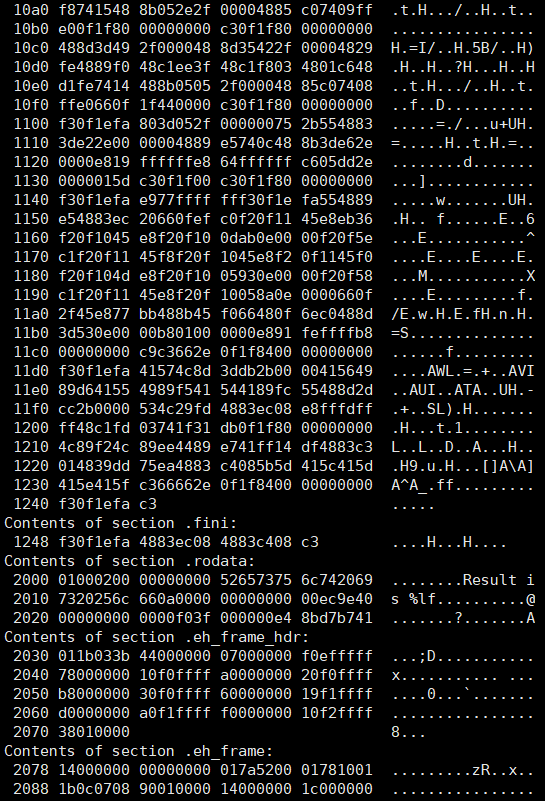 10a0 f8741548 8b052e2f 00004885 c07409ff .t.H.../..H..t..
10b0 e00f1f80 00000000 c30f1f80 00000000 ................
10c0 488d3d49 2f000048 8d35422f 00004829 H.=I/..H.5B/..H)
10d0 fe4889f0 48c1ee3f 48c1f803 4801c648 .H..H..?H...H..H
10e0 d1fe7414 488b0505 2f000048 85c07408 ..t.H.../..H..t.
10f0 ffe0660f 1f440000 c30f1f80 00000000 ..f..D..........
1100 f30f1efa 803d052f 00000075 2b554883 .....=./...u+UH.
1110 3de22e00 00004889 e5740c48 8b3de62e =.....H..t.H.=..
1120 0000e819 ffffffe8 64ffffff c605dd2e ........d.......
1130 0000015d c30f1f00 c30f1f80 00000000 ...]............
1140 f30f1efa e977ffff fff30f1e fa554889 .....w.......UH.
1150 e54883ec 20660fef c0f20f11 45e8eb36 .H.. f......E..6
1160 f20f1045 e8f20f10 0dab0e00 00f20f5e ...E...........^
1170 c1f20f11 45f8f20f 1045e8f2 0f1145f0 ....E....E....E.
1180 f20f104d e8f20f10 05930e00 00f20f58 ...M...........X
1190 c1f20f11 45e8f20f 10058a0e 0000660f ....E.........f.
11a0 2f45e877 bb488b45 f066480f 6ec0488d /E.w.H.E.fH.n.H.
11b0 3d530e00 00b80100 0000e891 feffffb8 =S..............
11c0 00000000 c9c3662e 0f1f8400 00000000 ......f.........
11d0 f30f1efa 41574c8d 3ddb2b00 00415649 ....AWL.=.+..AVI
11e0 89d64155 4989f541 544189fc 55488d2d ..AUI..ATA..UH.-
11f0 cc2b0000 534c29fd 4883ec08 e8fffdff .+..SL).H.......
1200 ff48c1fd 03741f31 db0f1f80 00000000 .H...t.1........
1210 4c89f24c 89ee4489 e741ff14 df4883c3 L..L..D..A...H..
1220 014839dd 75ea4883 c4085b5d 415c415d .H9.u.H...[]A\A]
1230 415e415f c366662e 0f1f8400 00000000 A^A_.ff.........
1240 f30f1efa c3 .....
Contents of section .fini:
1248 f30f1efa 4883ec08 4883c408 c3 ....H...H....
Contents of section .rodata:
2000 01000200 00000000 52657375 6c742069 ........Result i
2010 7320256c 660a0000 00000000 00ec9e40 s %lf..........@
2020 00000000 0000f03f 000000e4 8bd7b741 .......?.......A
Contents of section .eh_frame_hdr:
2030 011b033b 44000000 07000000 f0efffff ...;D...........
2040 78000000 10f0ffff a0000000 20f0ffff x........... ...
2050 b8000000 30f0ffff 60000000 19f1ffff ....0...`.......
2060 d0000000 a0f1ffff f0000000 10f2ffff ................
2070 38010000 8...
Contents of section .eh_frame:
2078 14000000 00000000 017a5200 01781001 .........zR..x..
2088 1b0c0708 90010000 14000000 1c000000 ................